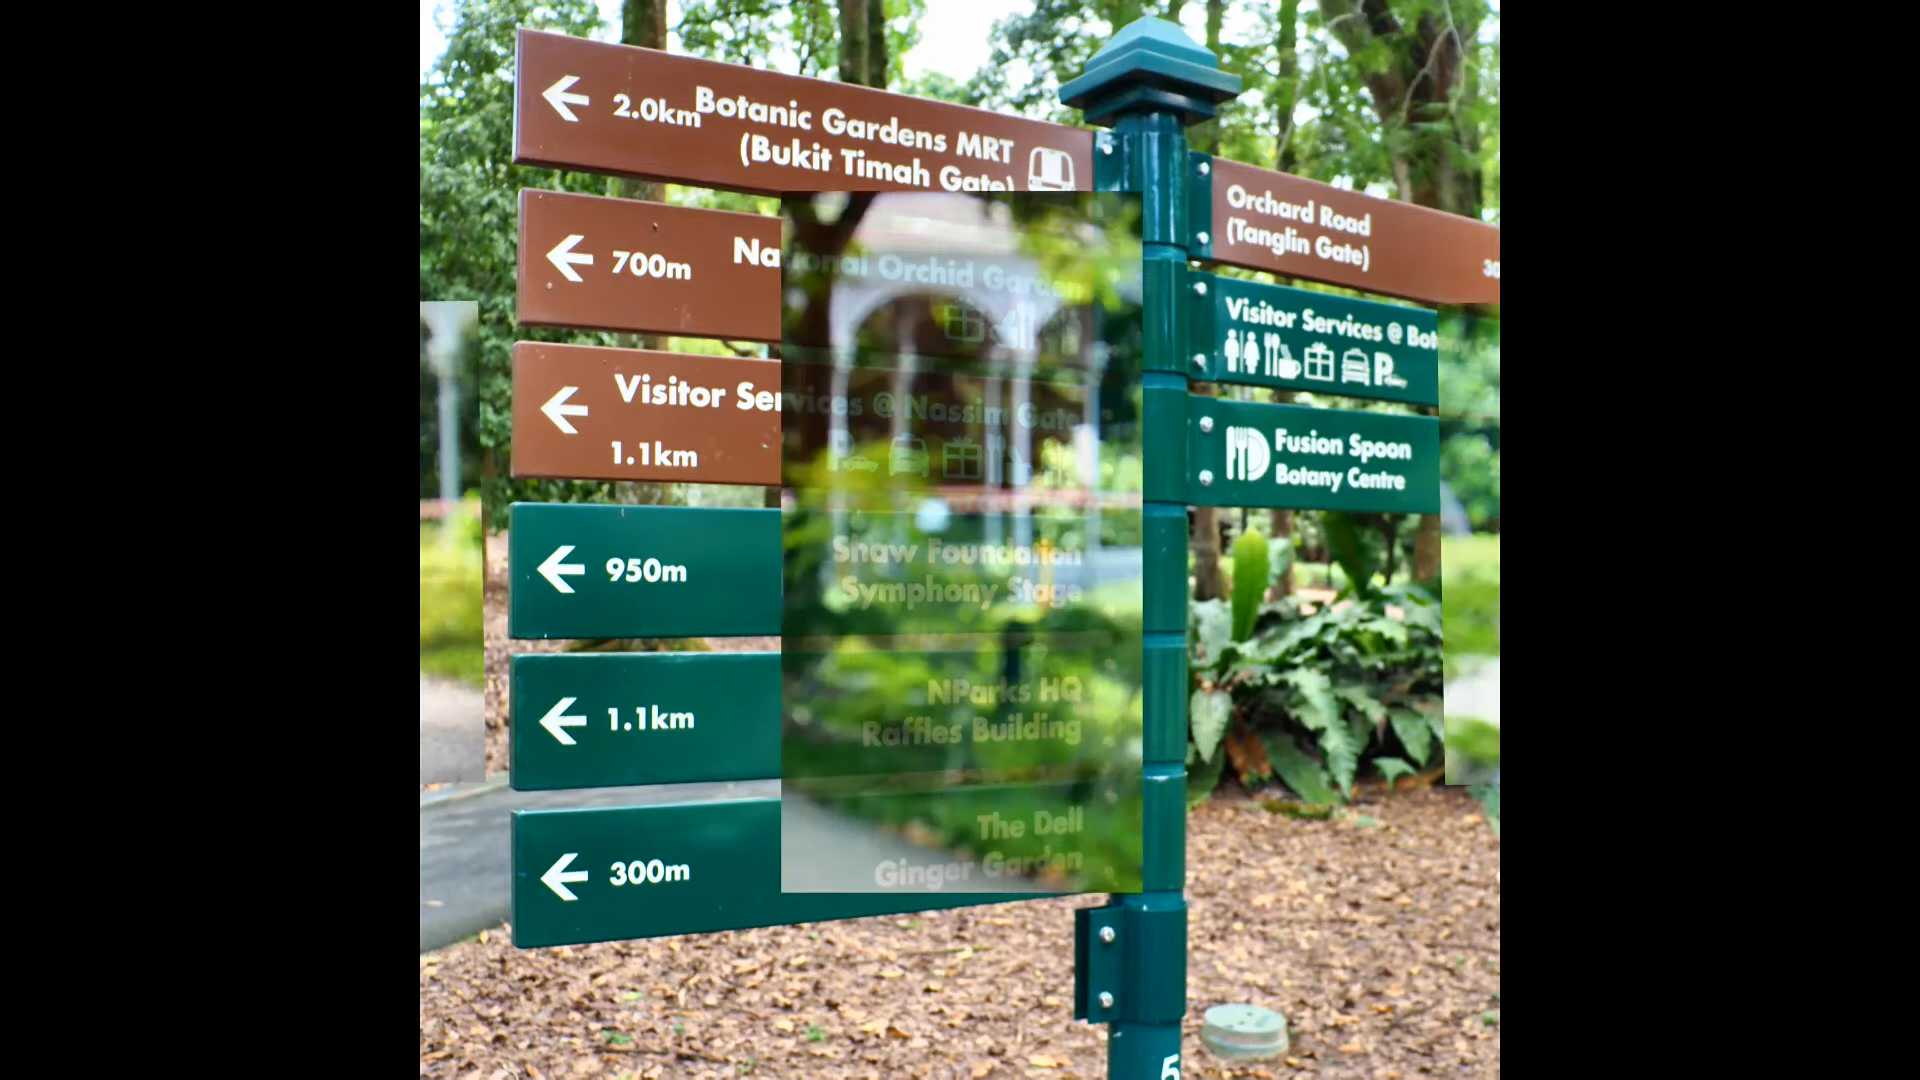 2.0km Botanic Gardens MRT
(Bukit Timah Gate)
700m National Orchid Garden
Visitor Services @ Nassim Gate
1.1km
950m Shaw Foundation
Symphony Stage
1.1km NParks HQ
Raffles Building
300m The Dell
Ginger Garden
Orchard Road
(Tanglin Gate)
Visitor Services @ Bot
P
Fusion Spoon
Botany Centre
5